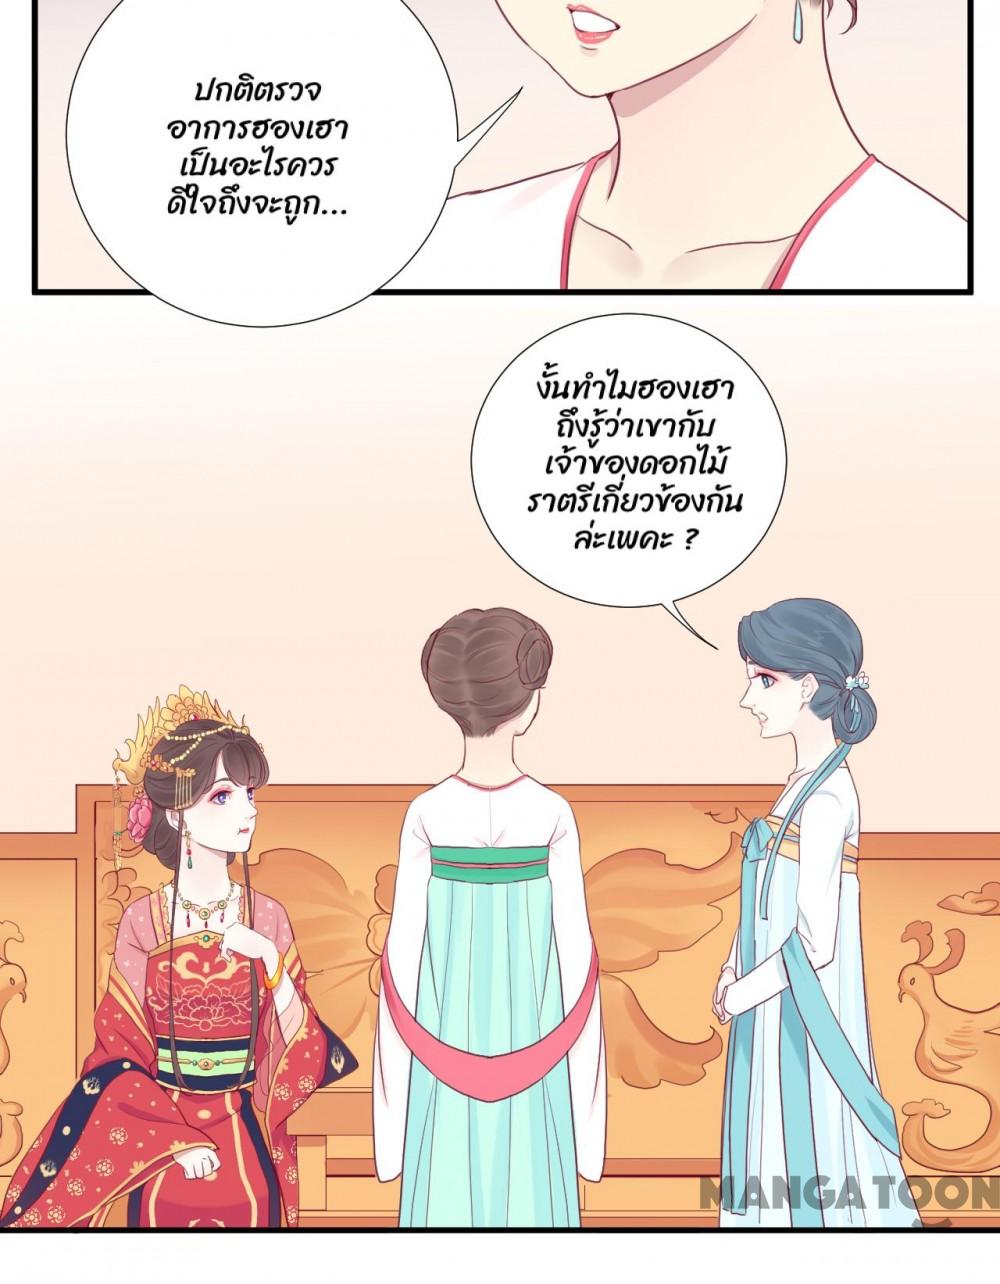 ปกติตรวจ
อาการฮองเฮา
เป็นอะไรควร
ดีใจถึงจะถูก...
งั้นทำไมฮองเฮา
ถึงรู้ว่าเขากับ
เจ้าของดอกไม้
ราตรีเกี่ยวข้องกัน
ล่ะเพคะ ?
MANGATOON